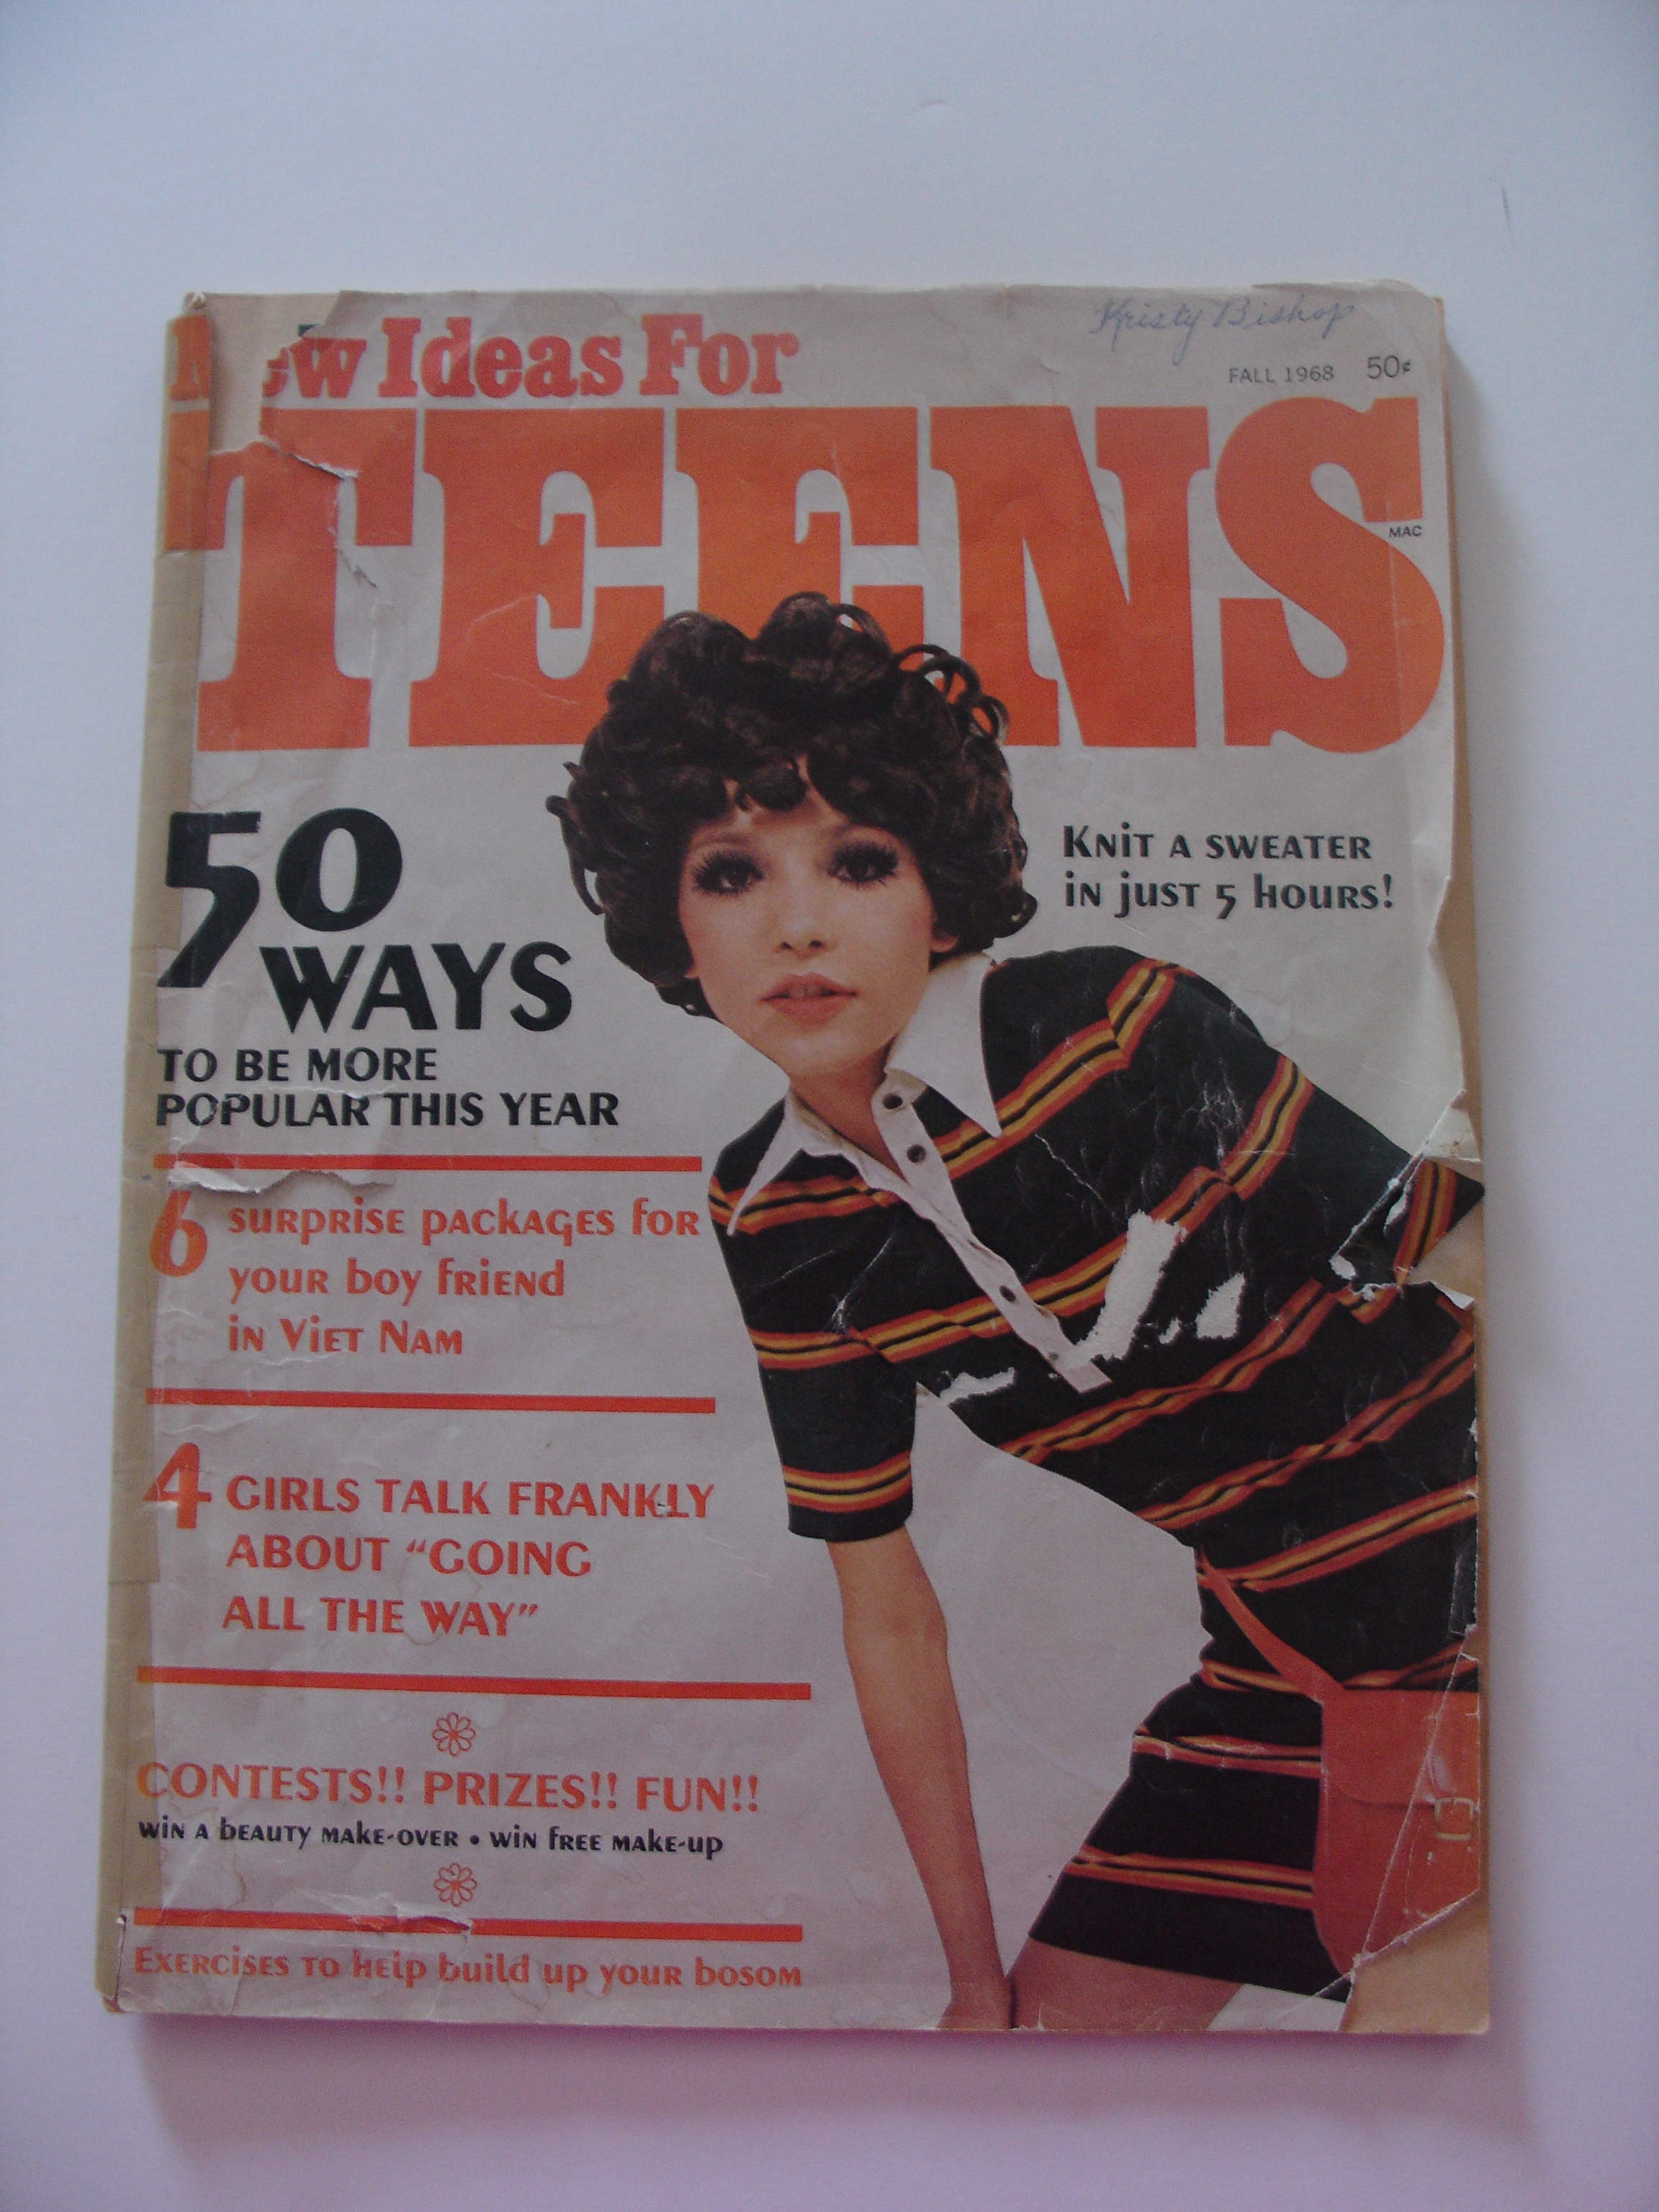 Kristy Bishop
New Ideas For
FALL 1968 50¢
TEENS
MAC
50
WAYS
TO BE MORE
POPULAR THIS YEAR
KNIT A SWEATER
IN JUST 5 HOURS!
6 SURPRISE PACKAGES FOR
YOUR BOY FRIEND
IN VIET NAM
4 GIRLS TALK FRANKLY
ABOUT "GOING
ALL THE WAY"
CONTESTS!! PRIZES!! FUN!!
WIN A BEAUTY MAKE-OVER • WIN FREE MAKE-UP
EXERCISES TO HELP BUILD UP YOUR BOSOM